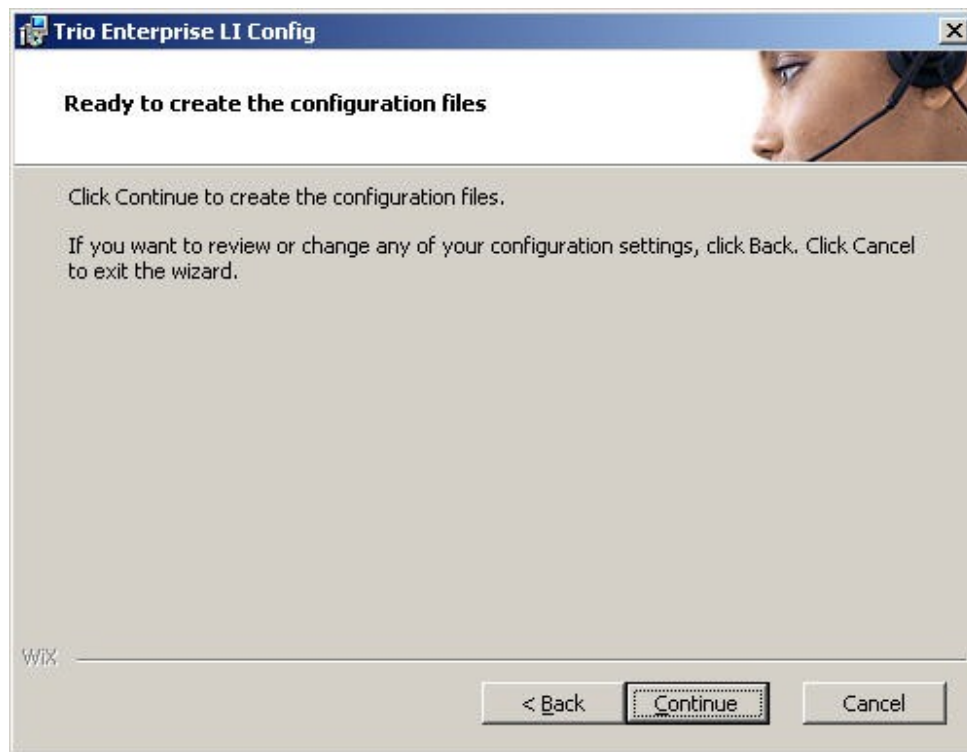 Trio Enterprise LI Config
Ready to create the configuration files
Click Continue to create the configuration files.
If you want to review or change any of your configuration settings, click Back. Click Cancel
to exit the wizard.
WiX
< Back Continue Cancel